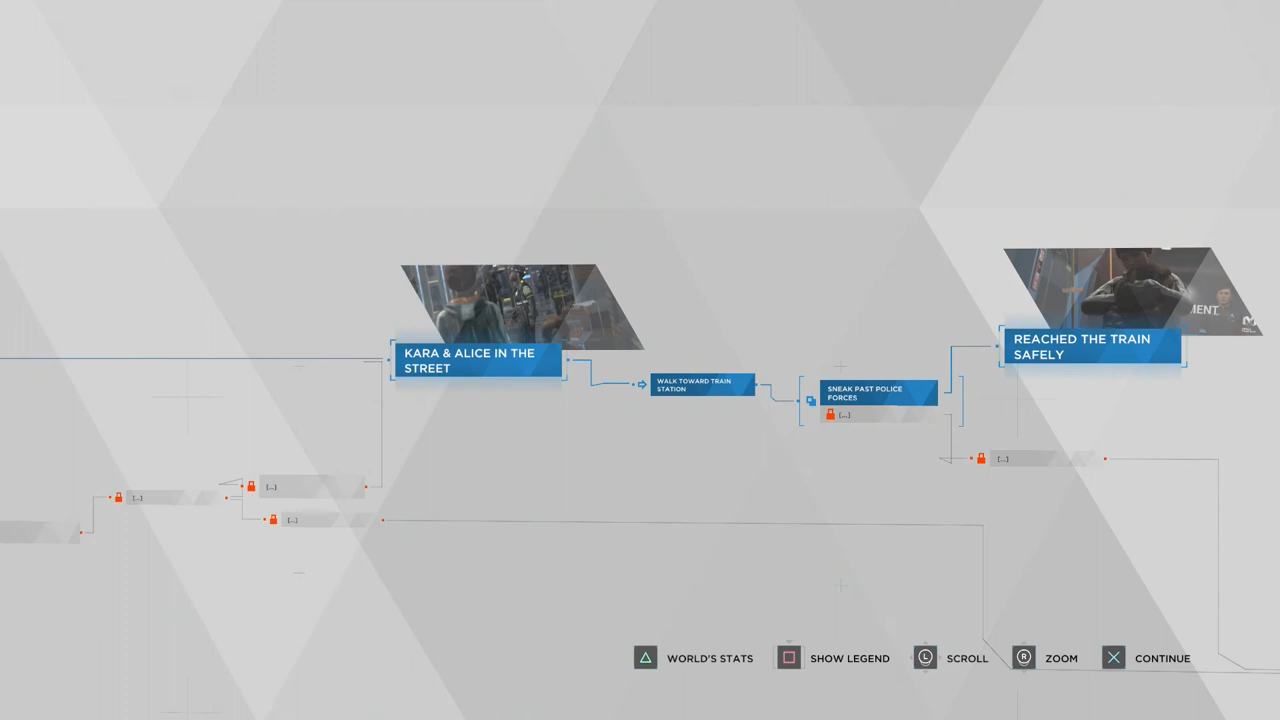 MENT
KARA & ALICE IN THE
STREET
REACHED THE TRAIN
SAFELY
WALK TOWARD TRAIN
STATION
SNEAK PAST POLICE
FORCES
[...]
[...]
[...]
[...]
[...]
WORLD'S STATS
SHOW LEGEND
L
SCROLL
R
ZOOM
CONTINUE